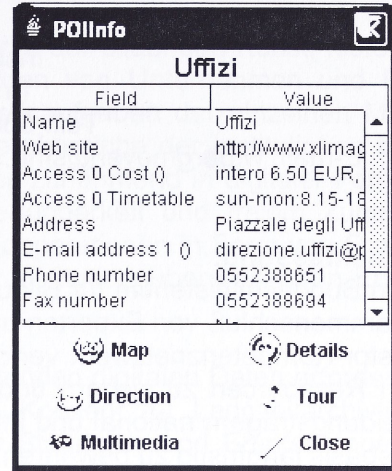 POIInfo
Uffizi
Field Value
Name Uffizi
Web site http://www.xlimag
Access 0 Cost () intero 6.50 EUR,
Access 0 Timetable sun-mon:8.15-18
Address Piazzale degli Uff
E-mail address 1 () direzione.uffizi@p
Phone number 0552388651
Fax number 0552388694
Map Details
Direction Tour
Multimedia Close